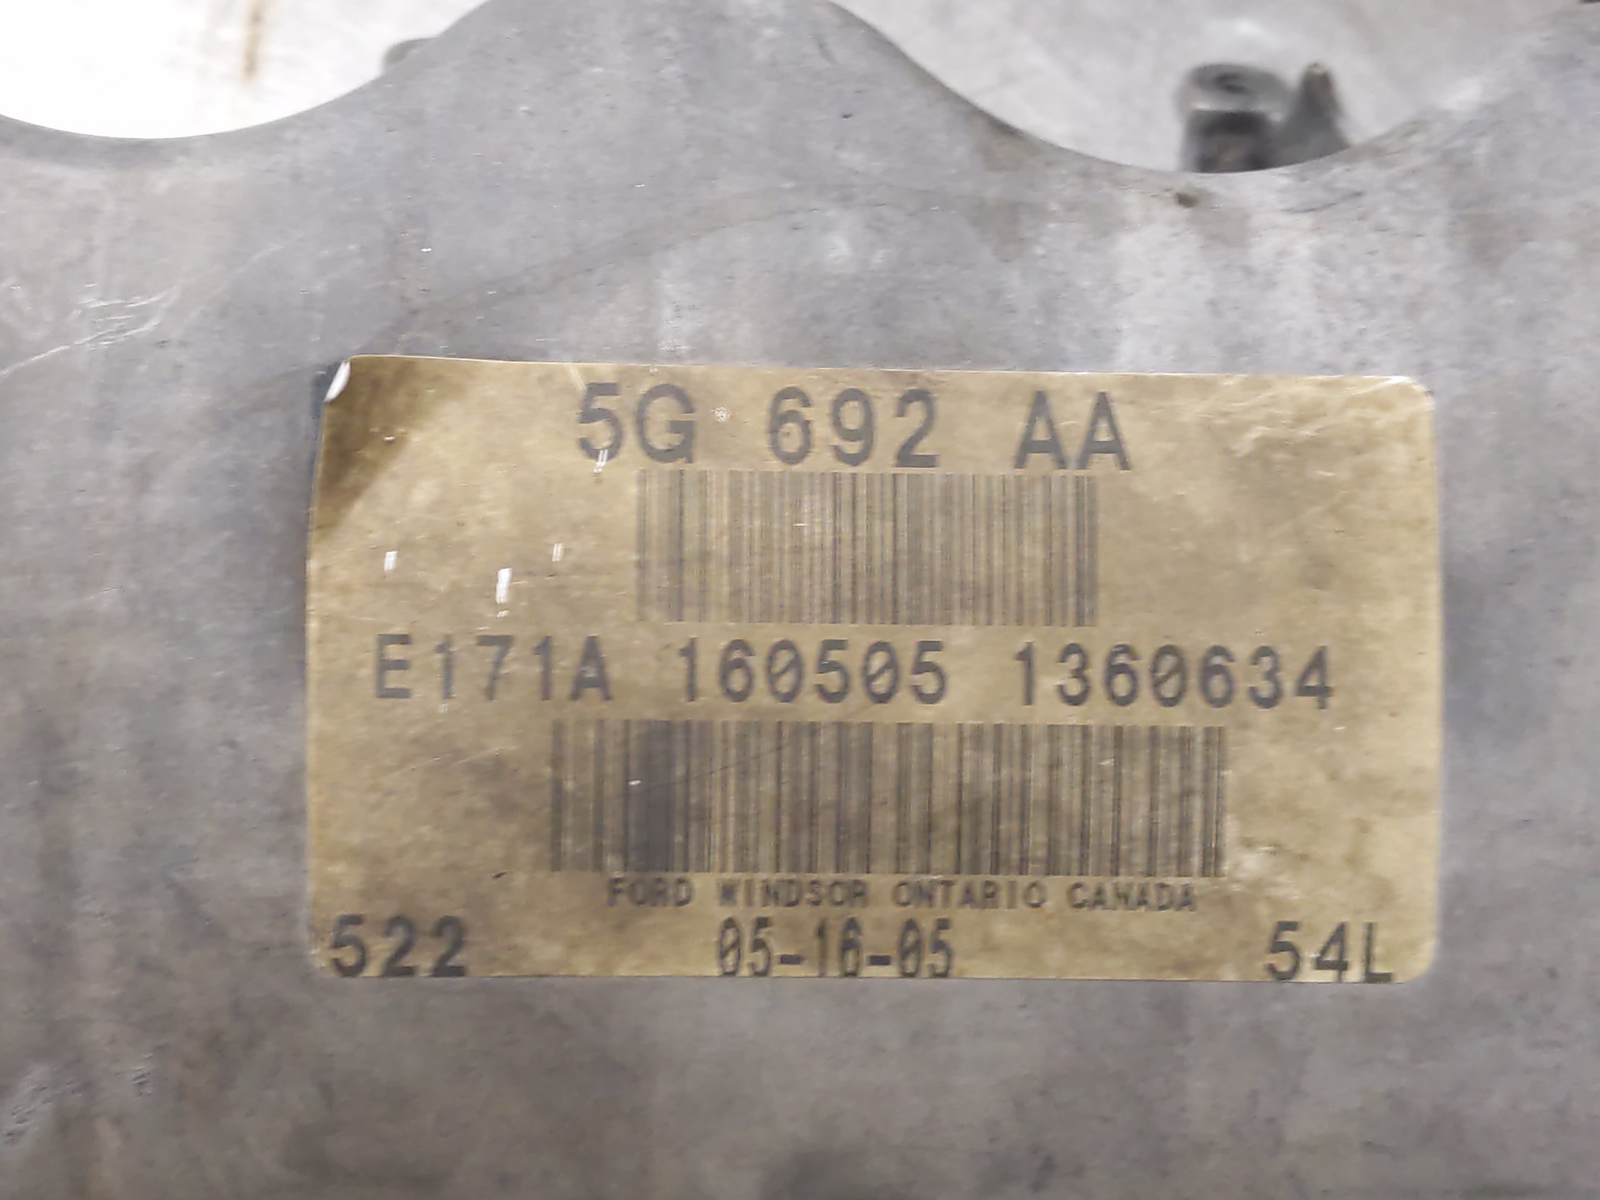 5G 692 AA
E171A 160505 1360634
FORD WINDSOR ONTARIO CANADA
522 05-16-05 54L